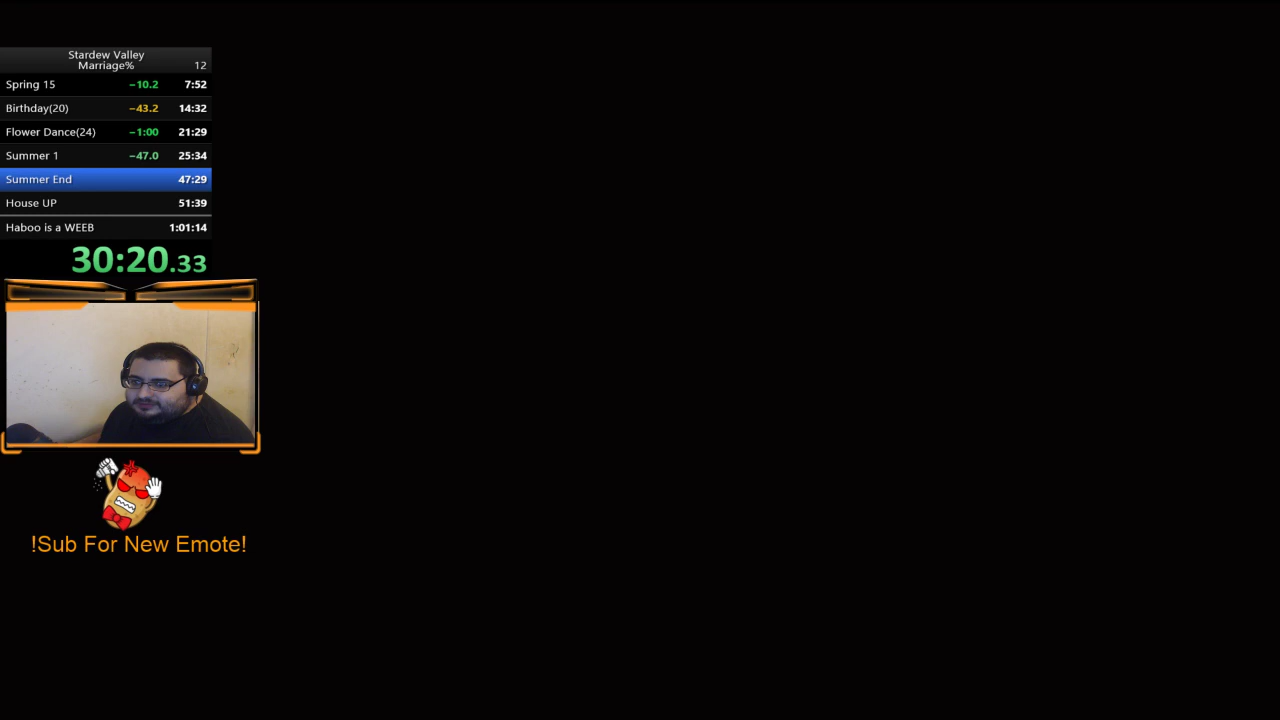 Stardew Valley
Marriage% 12
Spring 15 -10.2 7:52
Birthday(20) -43.2 14:32
Flower Dance(24) -1:00 21:29
Summer 1 -47.0 25:34
Summer End 47:29
House UP 51:39
Haboo is a WEEB 1:01:14
30:20.33
!Sub For New Emote!